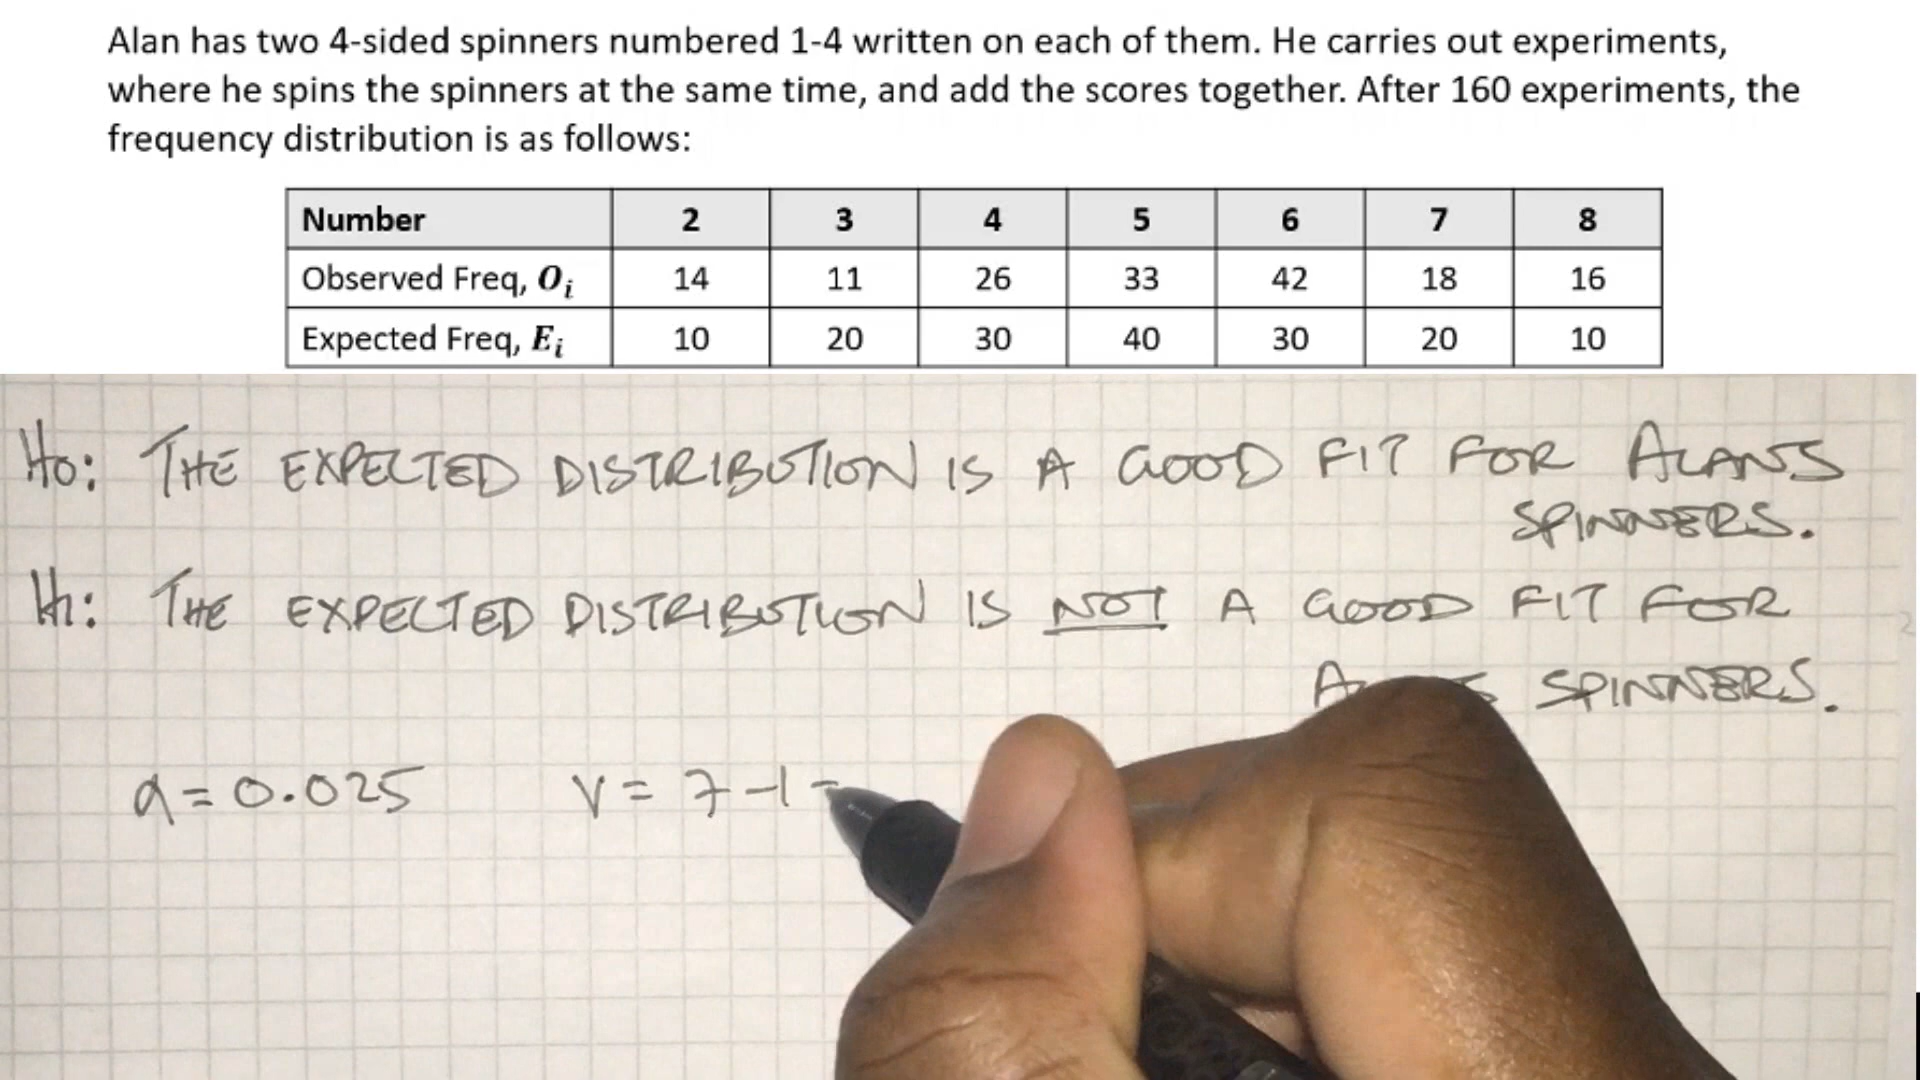 Alan has two 4-sided spinners numbered 1-4 written on each of them. He carries out experiments,
where he spins the spinners at the same time, and add the scores together. After 160 experiments, the
frequency distribution is as follows:
Number 2 3 4 5 6 7 8
Observed Freq, Oᵢ 14 11 26 33 42 18 16
Expected Freq, Eᵢ 10 20 30 40 30 20 10
H0: THE EXPECTED DISTRIBUTION IS A GOOD FIT FOR ALANS
SPINNERS.
H1: THE EXPECTED DISTRIBUTION IS NOT A GOOD FIT FOR
SPINNERS.
α = 0.025 v = 7 - 1 =